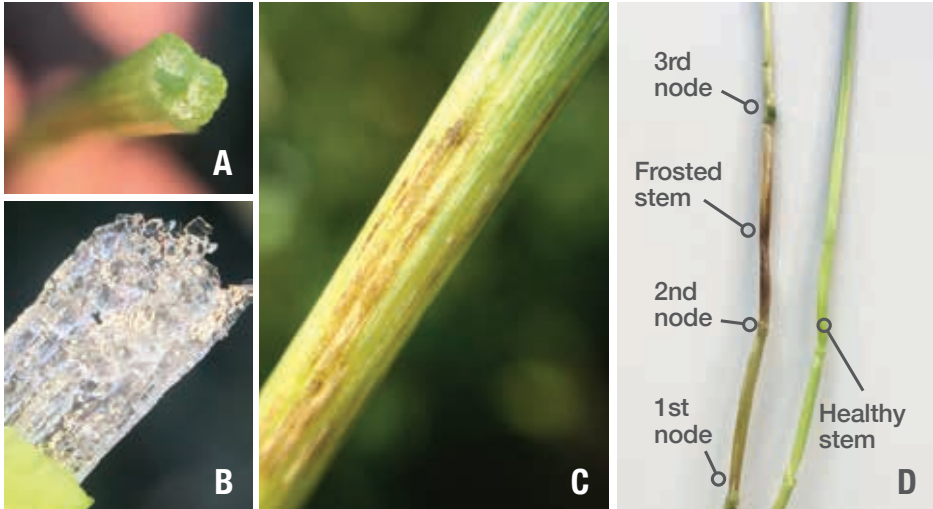 A
B
C
3rd
node
Frosted
stem
2nd
node
1st
node
Healthy
stem
D